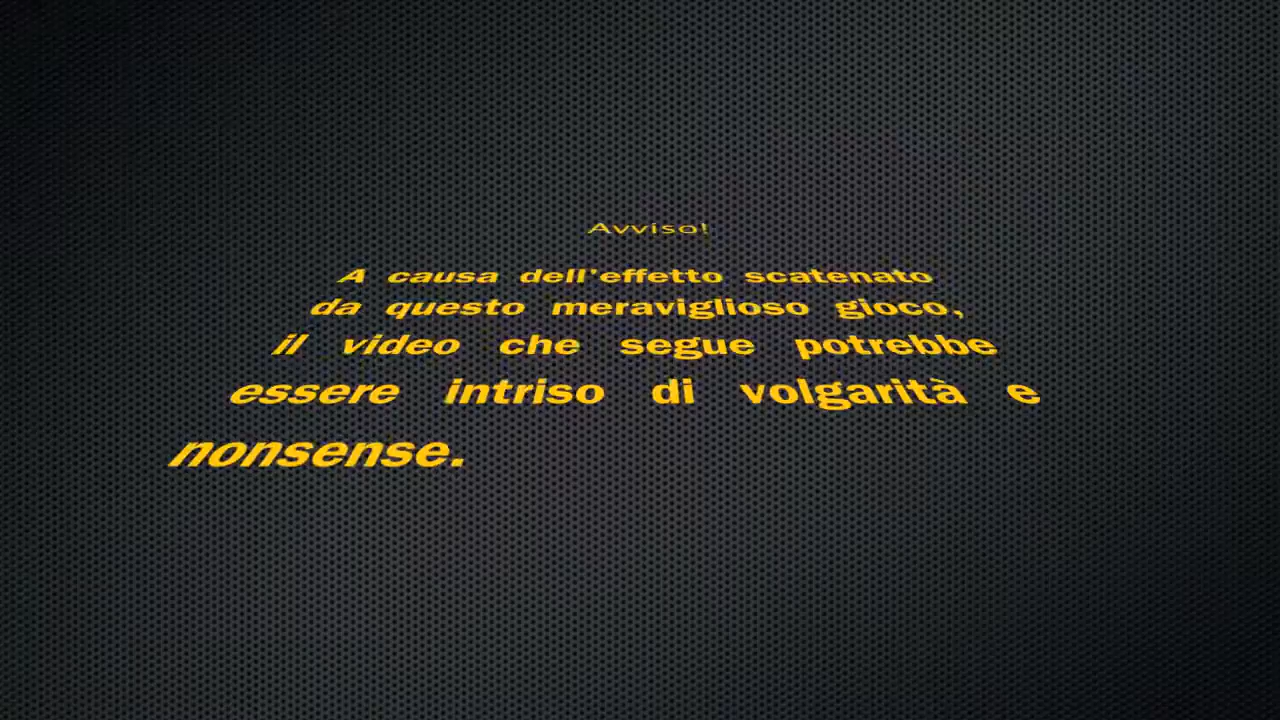 Avviso!
A causa dell'effetto scatenato
da questo meraviglioso gioco,
il video che segue potrebbe
essere intriso di volgarità e
nonsense.